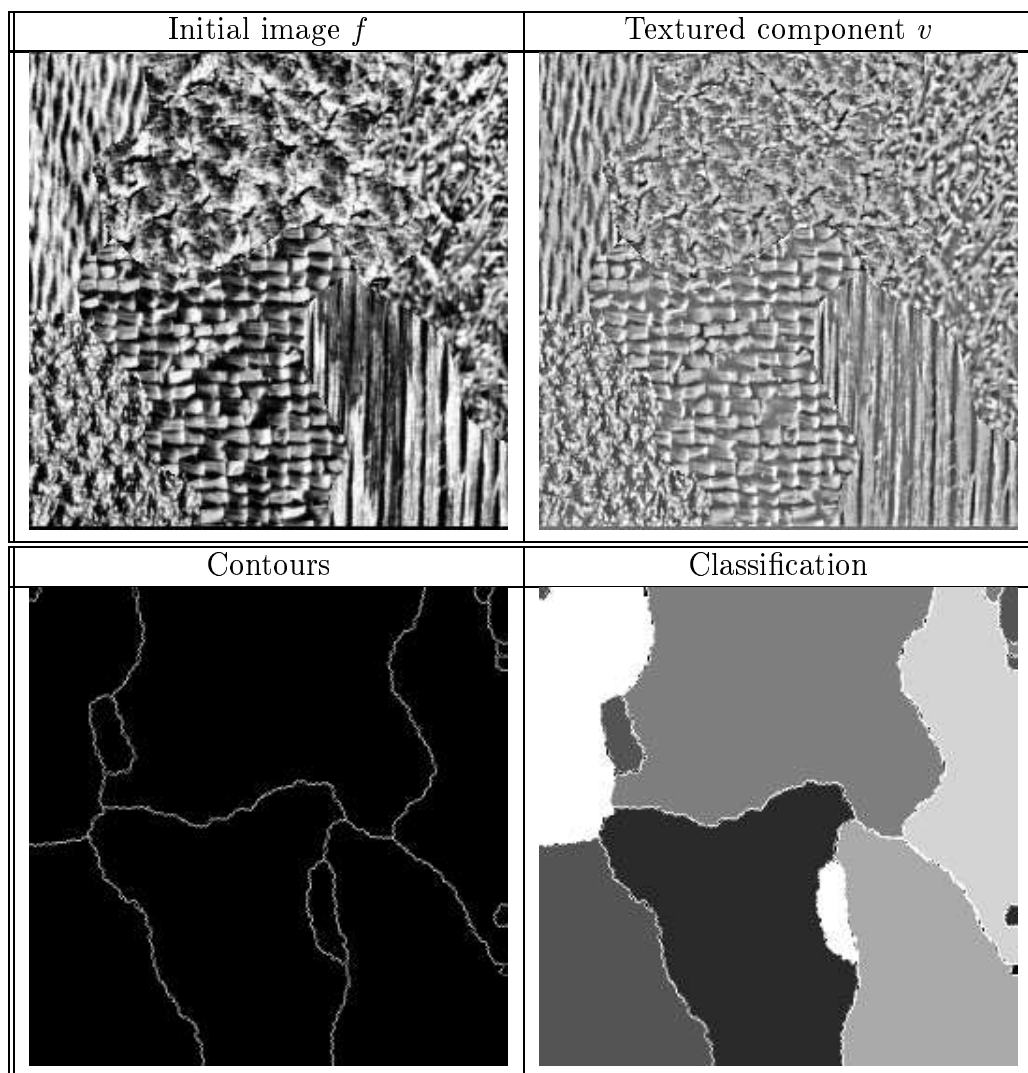 Initial image f
Textured component v
Contours
Classification